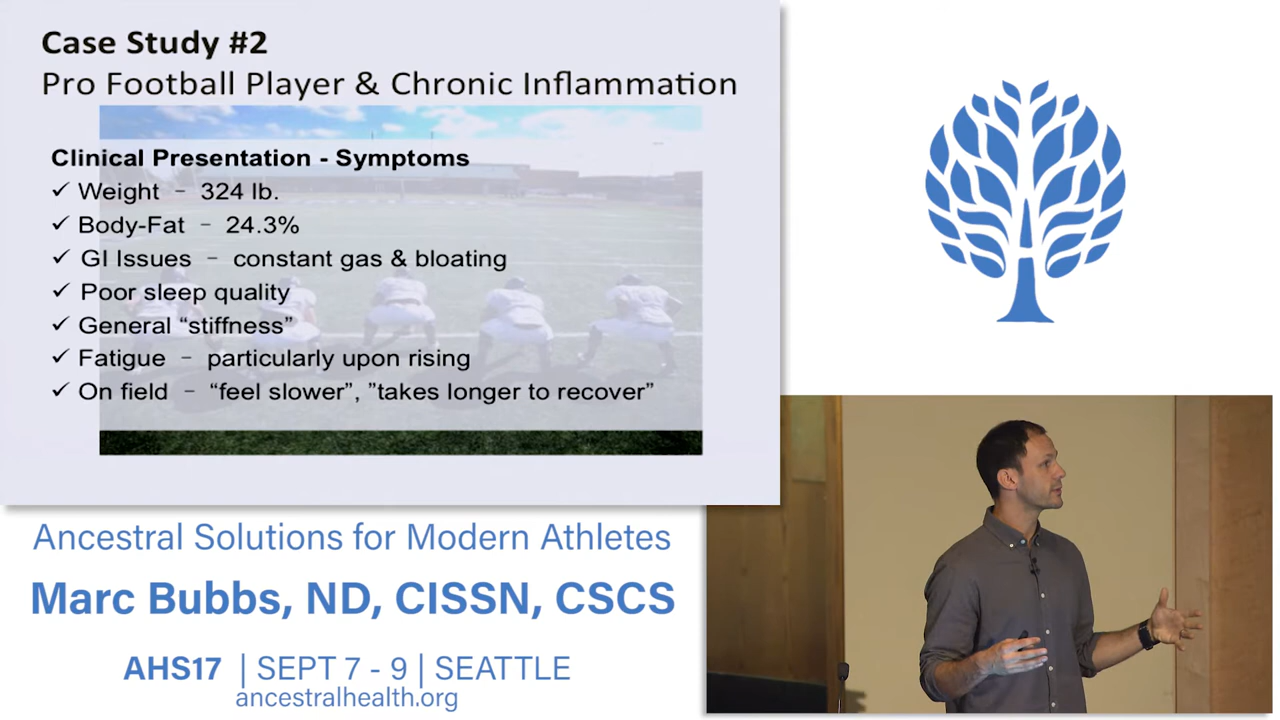 Case Study #2
Pro Football Player & Chronic Inflammation
Clinical Presentation - Symptoms
✓ Weight – 324 lb.
✓ Body-Fat – 24.3%
✓ GI Issues – constant gas & bloating
✓ Poor sleep quality
✓ General “stiffness”
✓ Fatigue – particularly upon rising
✓ On field – “feel slower”, ”takes longer to recover”
Ancestral Solutions for Modern Athletes
Marc Bubbs, ND, CISSN, CSCS
AHS17 | SEPT 7 - 9 | SEATTLE
ancestralhealth.org